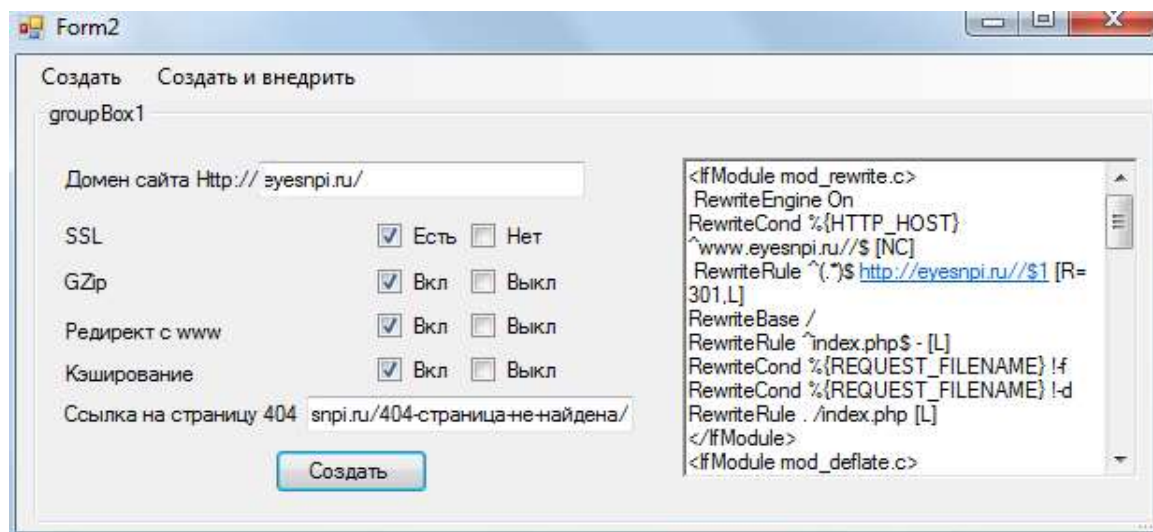 Form2
Создать Создать и внедрить
groupBox1
Домен сайта Http:// eyesnpi.ru/
SSL Есть Нет
GZip Вкл Выкл
Редирект с www Вкл Выкл
Кэширование Вкл Выкл
Ссылка на страницу 404 snpi.ru/404-страница-не-найдена/
Создать
<IfModule mod_rewrite.c>
RewriteEngine On
RewriteCond %{HTTP_HOST}
^www.eyesnpi.ru//$ [NC]
RewriteRule ^(.*)$ http://eyesnpi.ru//$1 [R=
301,L]
RewriteBase /
RewriteRule ^index.php$ - [L]
RewriteCond %{REQUEST_FILENAME} !-f
RewriteCond %{REQUEST_FILENAME} !-d
RewriteRule . /index.php [L]
</IfModule>
<IfModule mod_deflate.c>